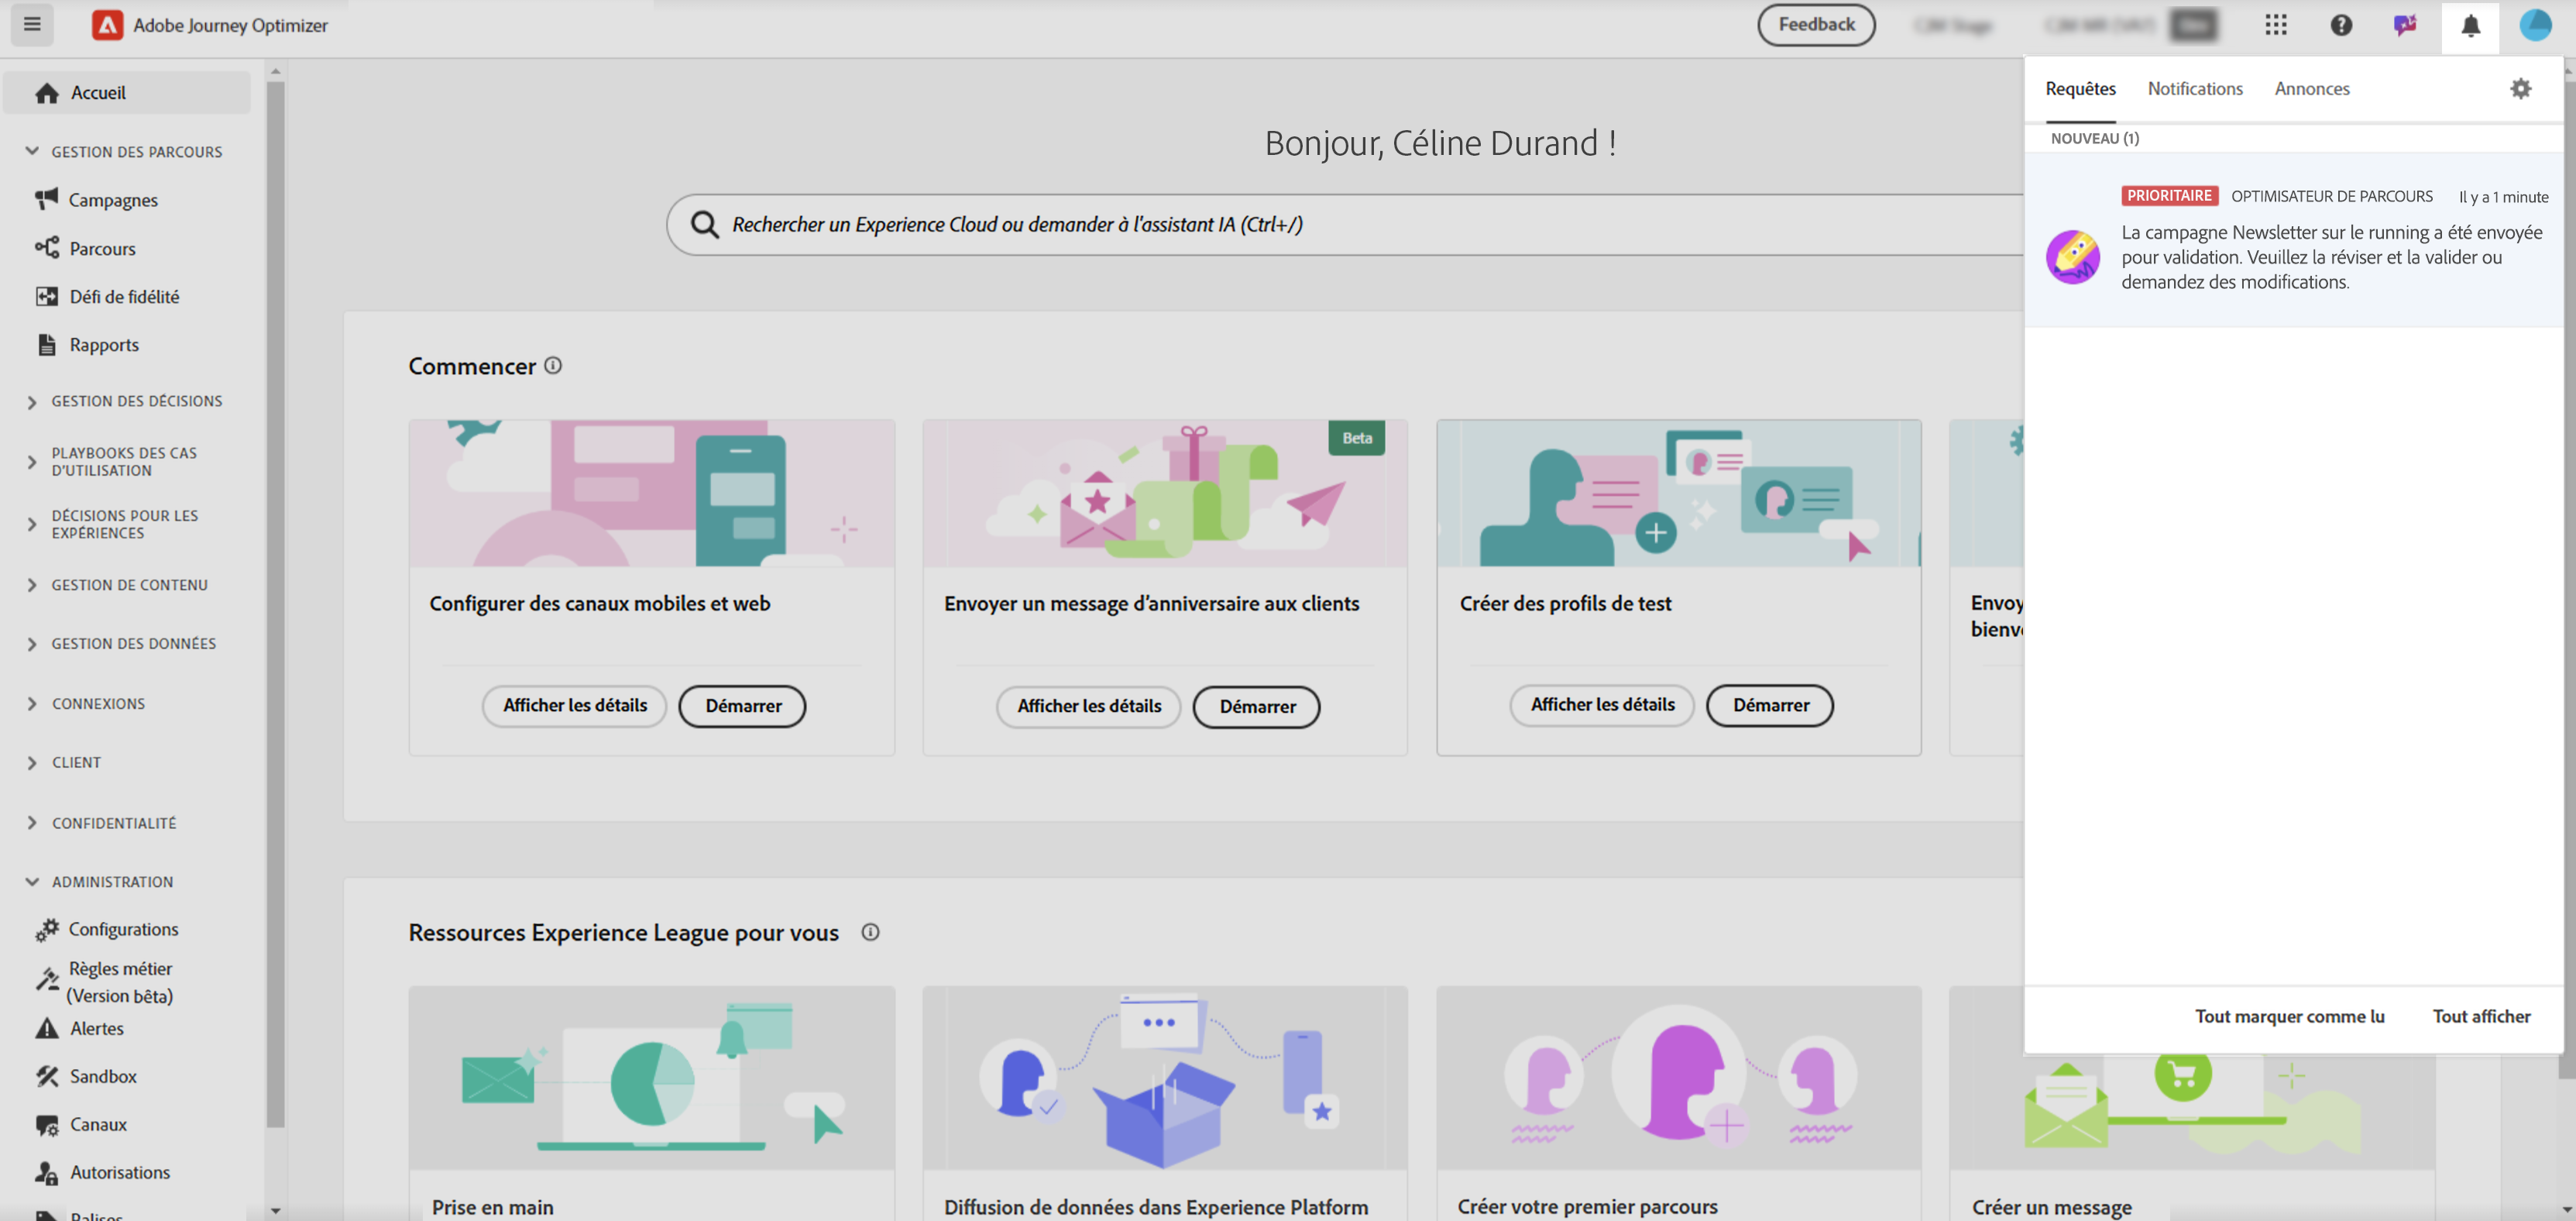 Adobe Journey Optimizer
Feedback
Accueil
GESTION DES PARCOURS
Campagnes
Parcours
Défi de fidélité
Rapports
GESTION DES DÉCISIONS
PLAYBOOKS DES CAS
D'UTILISATION
DÉCISIONS POUR LES
EXPÉRIENCES
GESTION DE CONTENU
GESTION DES DONNÉES
CONNEXIONS
CLIENT
CONFIDENTIALITÉ
ADMINISTRATION
Configurations
Règles métier
(Version bêta)
Alertes
Sandbox
Canaux
Autorisations
Bonjour, Céline Durand !
Rechercher un Experience Cloud ou demander à l'assistant IA (Ctrl+/)
Commencer
Configurer des canaux mobiles et web
Afficher les détails
Démarrer
Beta
Envoyer un message d'anniversaire aux clients
Afficher les détails
Démarrer
Créer des profils de test
Afficher les détails
Démarrer
Envoy
bienv
Ressources Experience League pour vous
Prise en main
Diffusion de données dans Experience Platform
Créer votre premier parcours
Créer un message
Requêtes
Notifications
Annonces
NOUVEAU (1)
PRIORITAIRE OPTIMISATEUR DE PARCOURS Il y a 1 minute
La campagne Newsletter sur le running a été envoyée
pour validation. Veuillez la réviser et la valider ou
demandez des modifications.
Tout marquer comme lu
Tout afficher